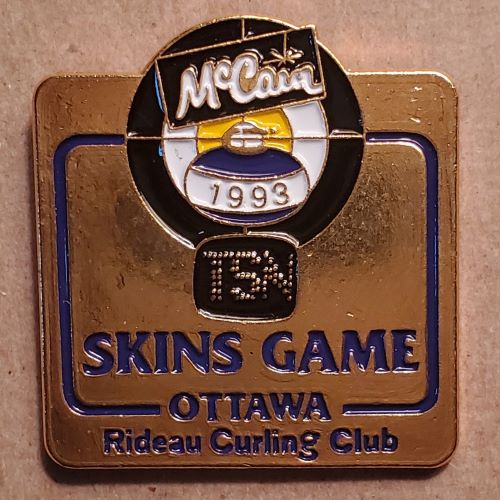 McCain
1993
TSN
SKINS GAME
OTTAWA
Rideau Curling Club